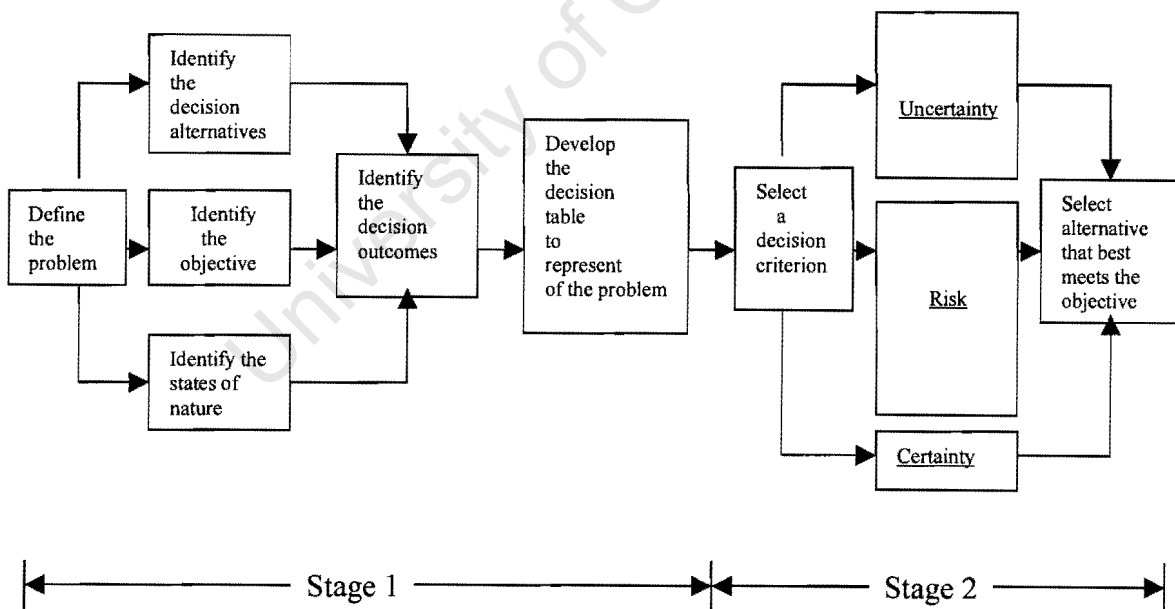 University of C
Identify
the
decision
alternatives
Define
the
problem
Identify
the
objective
Identify the
states of
nature
Identify
the
decision
outcomes
Develop
the
decision
table
to
represent
of the problem
Select
a
decision
criterion
Uncertainty
Risk
Certainty
Select
alternative
that best
meets the
objective
Stage 1
Stage 2